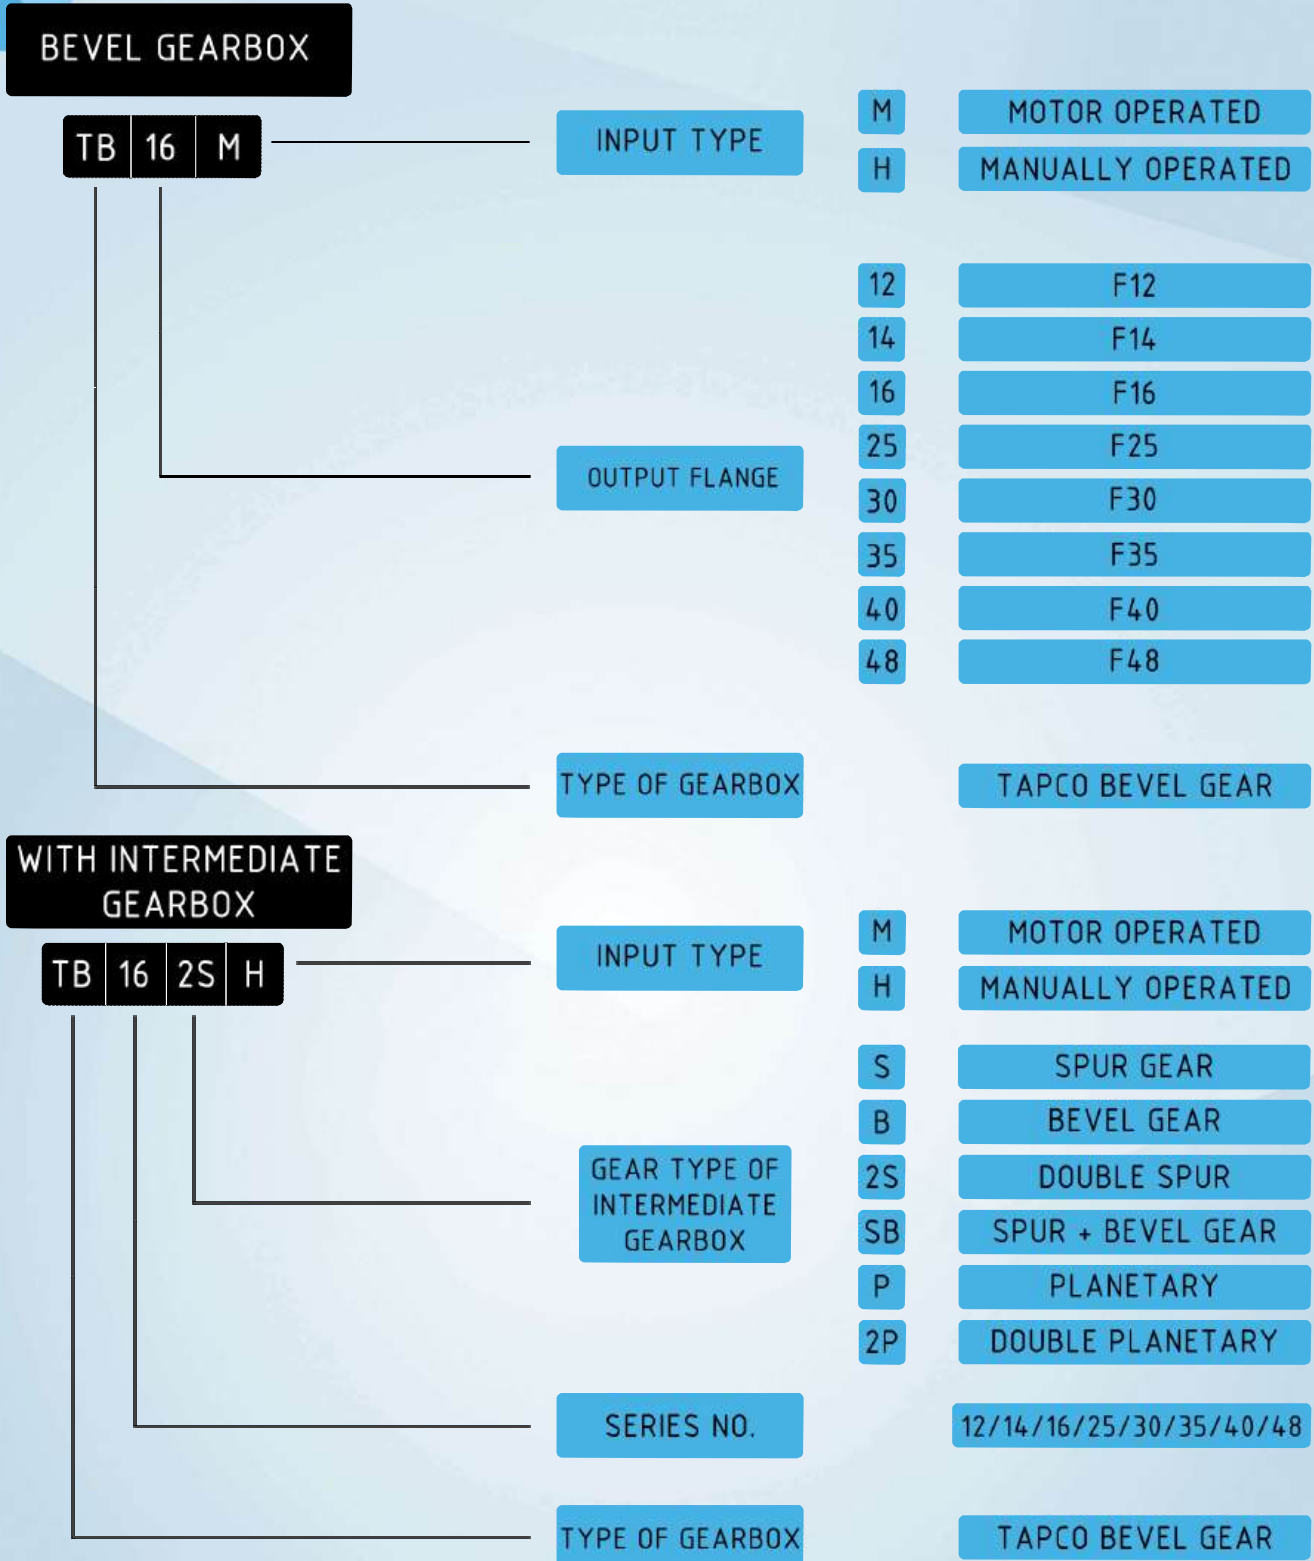 BEVEL GEARBOX
TB 16 M
INPUT TYPE
M MOTOR OPERATED
H MANUALLY OPERATED
OUTPUT FLANGE
12 F12
14 F14
16 F16
25 F25
30 F30
35 F35
40 F40
48 F48
TYPE OF GEARBOX
TAPCO BEVEL GEAR
WITH INTERMEDIATE
GEARBOX
TB 16 2S H
INPUT TYPE
M MOTOR OPERATED
H MANUALLY OPERATED
GEAR TYPE OF
INTERMEDIATE
GEARBOX
S SPUR GEAR
B BEVEL GEAR
2S DOUBLE SPUR
SB SPUR + BEVEL GEAR
P PLANETARY
2P DOUBLE PLANETARY
SERIES NO.
12/14/16/25/30/35/40/48
TYPE OF GEARBOX
TAPCO BEVEL GEAR